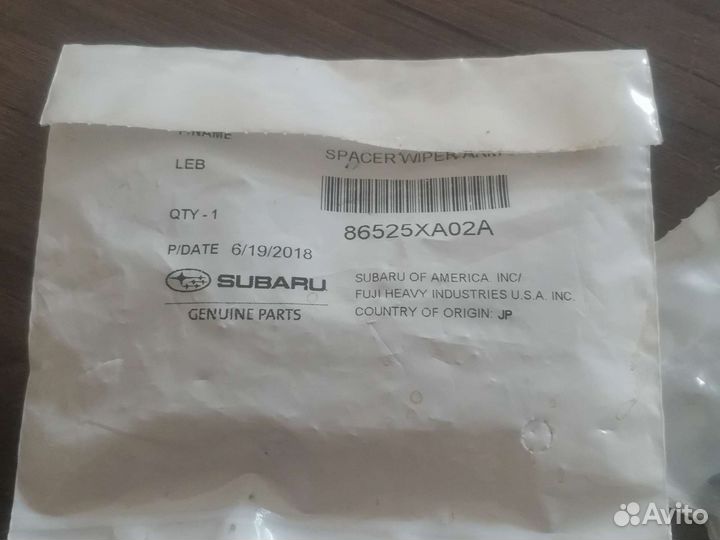 P/NAME
SPACER WIPER ARM
LEB
QTY - 1
86525XA02A
P/DATE 6/19/2018
SUBARU
GENUINE PARTS
SUBARU OF AMERICA. INC/
FUJI HEAVY INDUSTRIES U.S.A. INC.
COUNTRY OF ORIGIN: JP
Avito